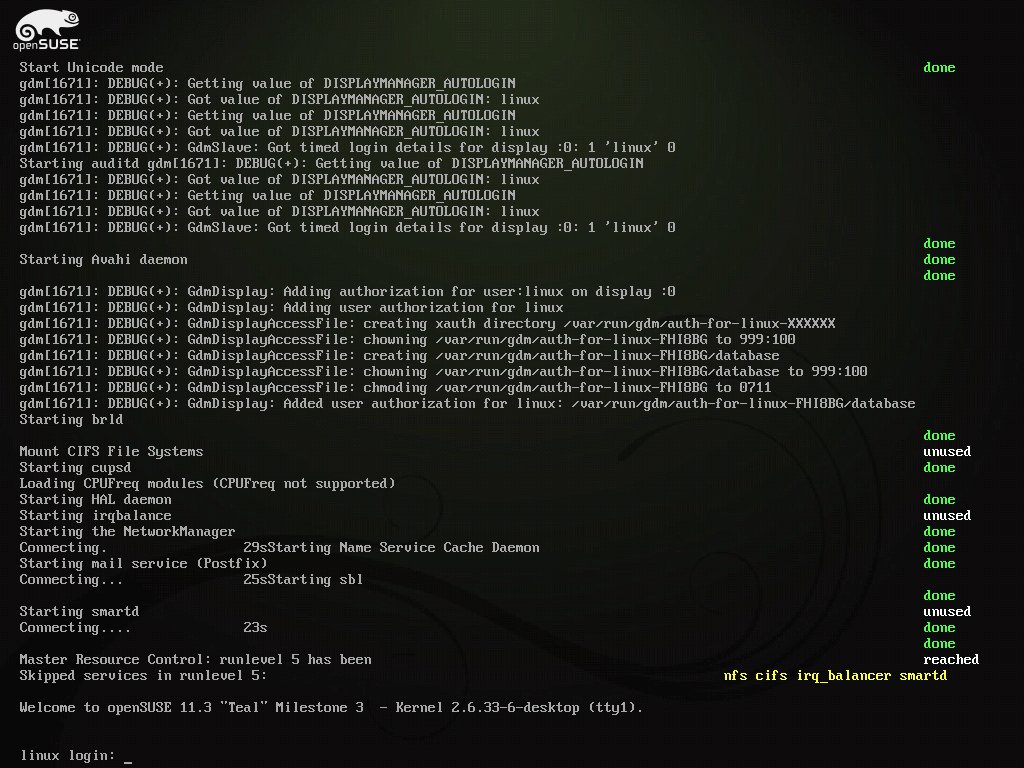 openSUSE
Start Unicode mode done
gdm[1671]: DEBUG(+): Getting value of DISPLAYMANAGER_AUTOLOGIN
gdm[1671]: DEBUG(+): Got value of DISPLAYMANAGER_AUTOLOGIN: linux
gdm[1671]: DEBUG(+): Getting value of DISPLAYMANAGER_AUTOLOGIN
gdm[1671]: DEBUG(+): Got value of DISPLAYMANAGER_AUTOLOGIN: linux
gdm[1671]: DEBUG(+): GdmSlave: Got timed login details for display :0: 1 'linux' 0
Starting auditd gdm[1671]: DEBUG(+): Getting value of DISPLAYMANAGER_AUTOLOGIN
gdm[1671]: DEBUG(+): Got value of DISPLAYMANAGER_AUTOLOGIN: linux
gdm[1671]: DEBUG(+): Getting value of DISPLAYMANAGER_AUTOLOGIN
gdm[1671]: DEBUG(+): Got value of DISPLAYMANAGER_AUTOLOGIN: linux
gdm[1671]: DEBUG(+): GdmSlave: Got timed login details for display :0: 1 'linux' 0
done
Starting Avahi daemon done
done
gdm[1671]: DEBUG(+): GdmDisplay: Adding authorization for user:linux on display :0
gdm[1671]: DEBUG(+): GdmDisplay: Adding user authorization for linux
gdm[1671]: DEBUG(+): GdmDisplayAccessFile: creating xauth directory /var/run/gdm/auth-for-linux-XXXXXX
gdm[1671]: DEBUG(+): GdmDisplayAccessFile: chowning /var/run/gdm/auth-for-linux-FHI8BG to 999:100
gdm[1671]: DEBUG(+): GdmDisplayAccessFile: creating /var/run/gdm/auth-for-linux-FHI8BG/database
gdm[1671]: DEBUG(+): GdmDisplayAccessFile: chowning /var/run/gdm/auth-for-linux-FHI8BG/database to 999:100
gdm[1671]: DEBUG(+): GdmDisplayAccessFile: chmoding /var/run/gdm/auth-for-linux-FHI8BG to 0711
gdm[1671]: DEBUG(+): GdmDisplay: Added user authorization for linux: /var/run/gdm/auth-for-linux-FHI8BG/database
Starting brld
done
Mount CIFS File Systems unused
Starting cupsd done
Loading CPUFreq modules (CPUFreq not supported)
Starting HAL daemon done
Starting irqbalance unused
Starting the NetworkManager done
Connecting. 29sStarting Name Service Cache Daemon done
Starting mail service (Postfix) done
Connecting... 25sStarting sbl
done
Starting smartd unused
Connecting.... 23s done
done
Master Resource Control: runlevel 5 has been reached
Skipped services in runlevel 5: nfs cifs irq_balancer smartd
Welcome to openSUSE 11.3 "Teal" Milestone 3 - Kernel 2.6.33-6-desktop (tty1).
linux login: _